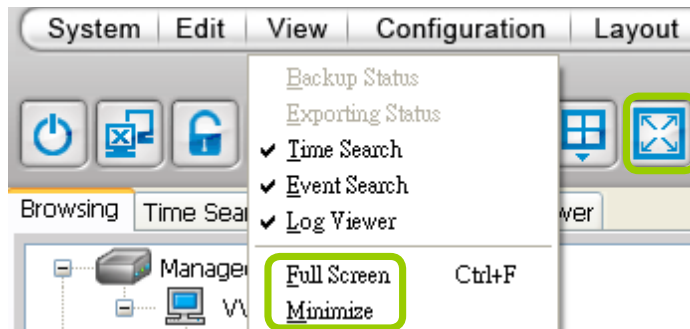 System Edit View Configuration Layout
Backup Status
Exporting Status
Time Search
Event Search
Log Viewer
Browsing Time Sea wer
Manage
Full Screen Ctrl+F
Minimize